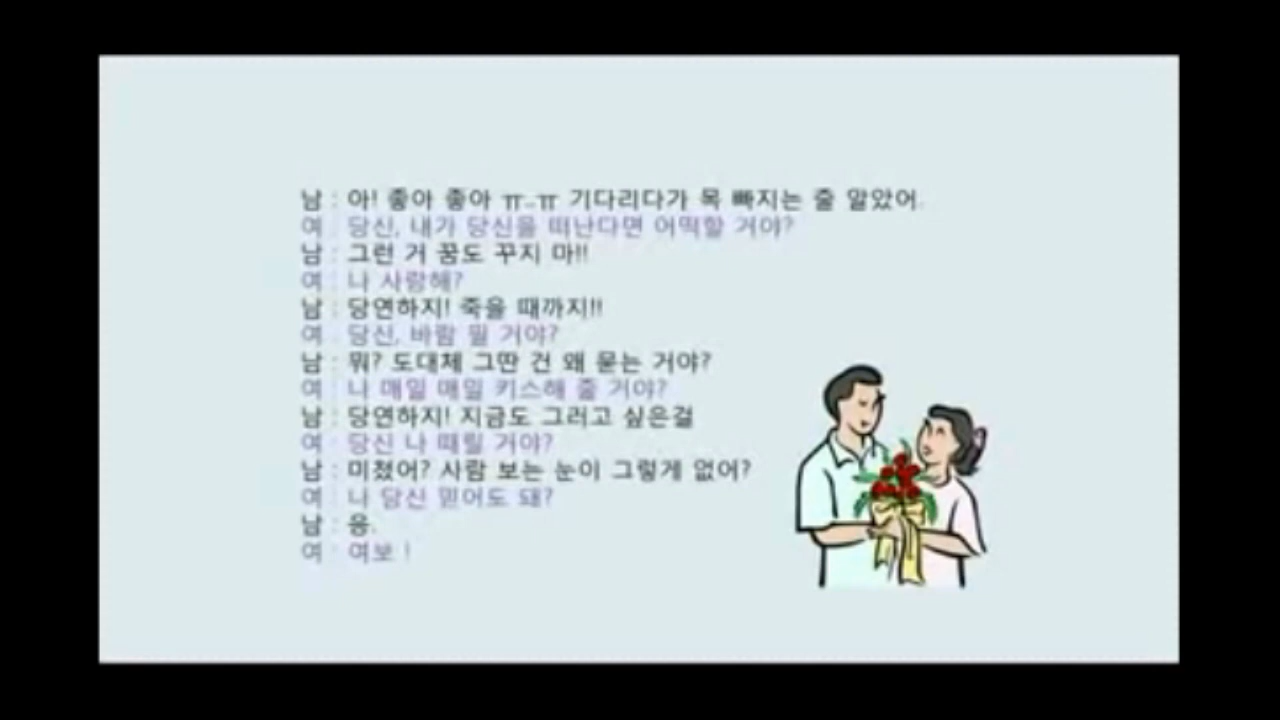 남 : 아! 좋아 좋아 ㅠ_ㅠ 기다리다가 목 빠지는 줄 알았어.
여 : 당신, 내가 당신을 떠난다면 어떡할 거야?
남 : 그런 거 꿈도 꾸지 마!!
여 : 나 사랑해?
남 : 당연하지! 죽을 때까지!!
여 : 당신, 바람 필 거야?
남 : 뭐? 도대체 그딴 건 왜 묻는 거야?
여 : 나 매일 매일 키스해 줄 거야?
남 : 당연하지! 지금도 그러고 싶은걸
여 : 당신 나 때릴 거야?
남 : 미쳤어? 사람 보는 눈이 그렇게 없어?
여 : 나 당신 믿어도 돼?
남 : 응.
여 : 여보 !